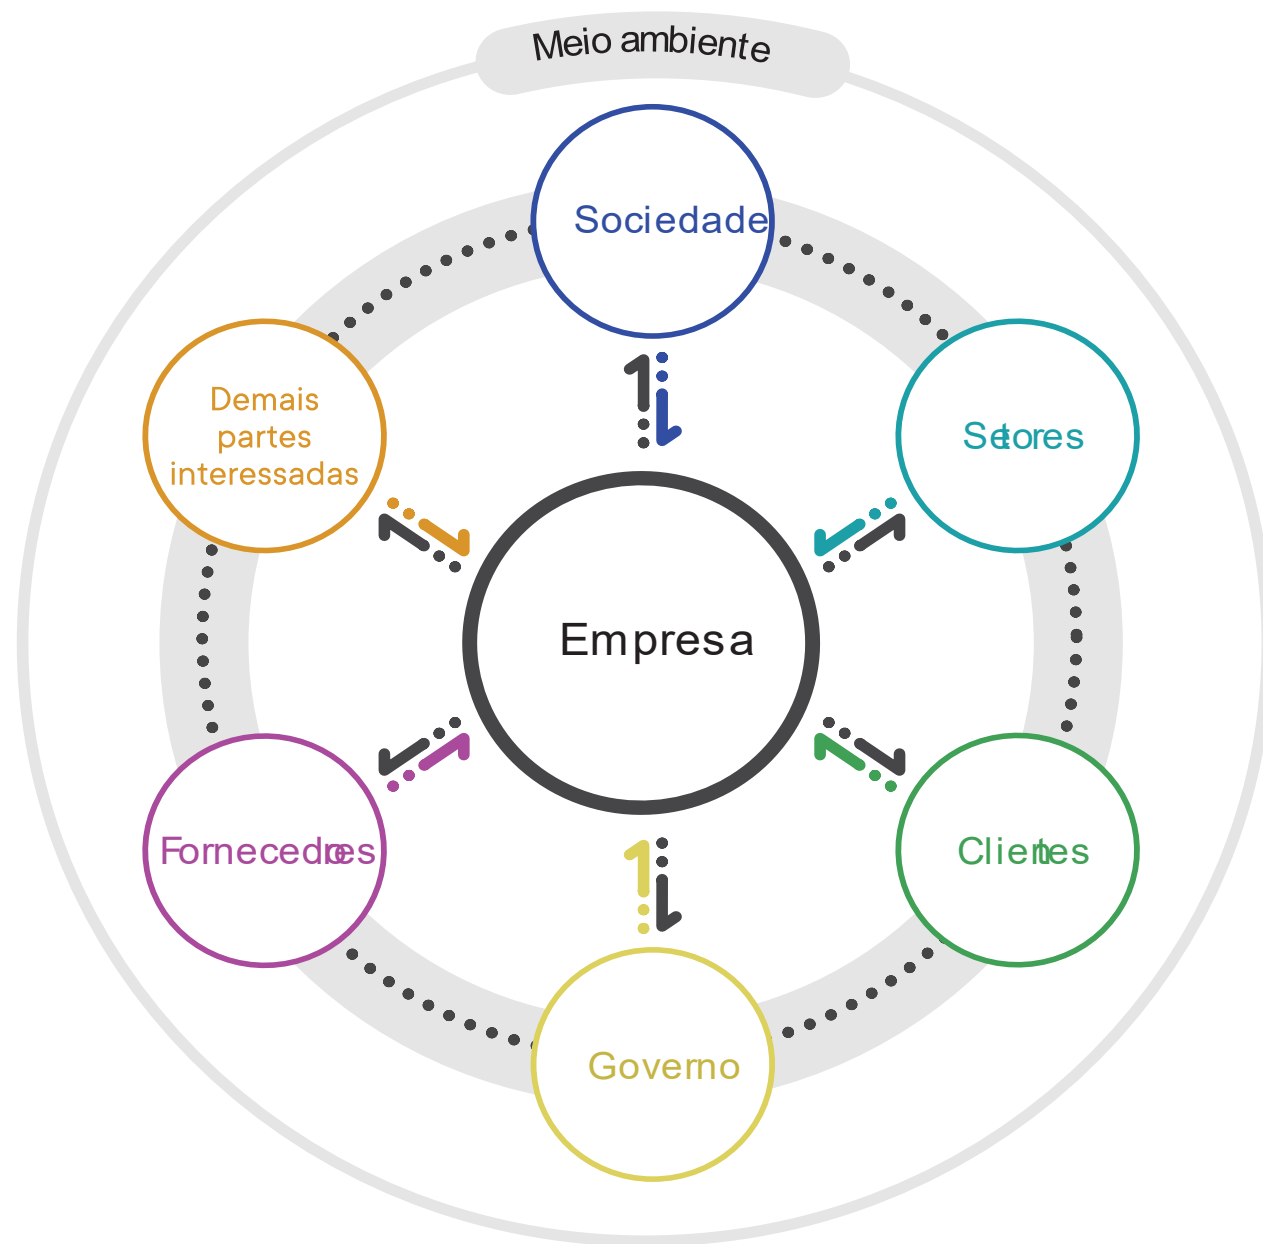 Meio ambiente
Sociedade
Demais
partes
interessadas
Setores
Empresa
Fornecedores
Clientes
Governo